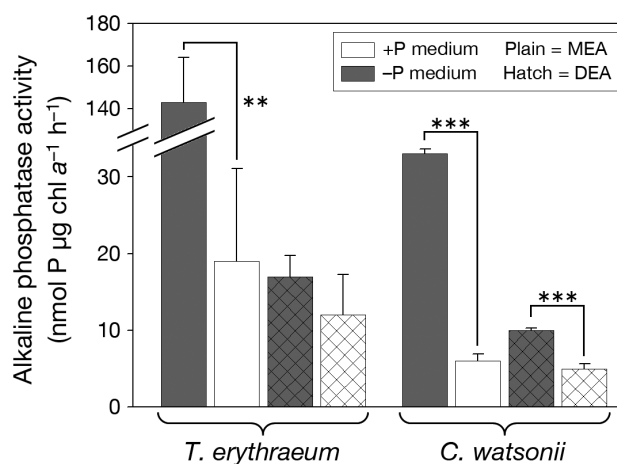 Alkaline phosphatase activity
(nmol P µg chl a⁻¹ h⁻¹)
180
160
140
30
20
10
0
+P medium Plain = MEA
–P medium Hatch = DEA
**
***
***
T. erythraeum C. watsonii